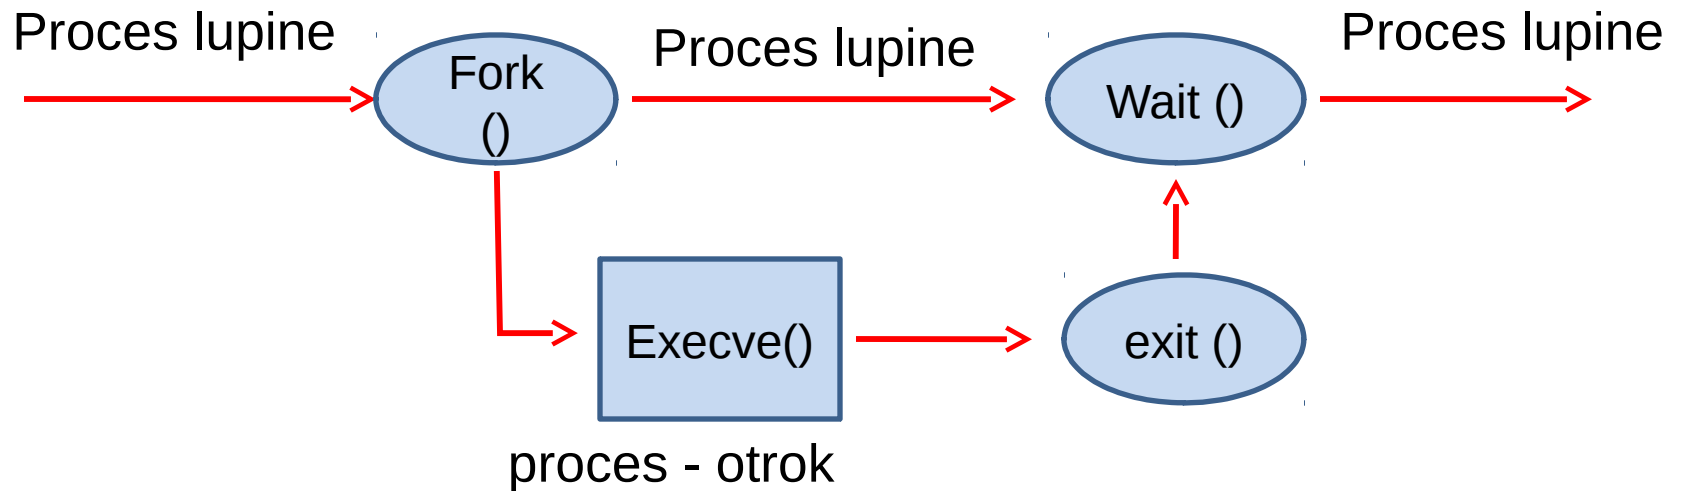 Proces lupine
Fork
()
Proces lupine
Wait ()
Proces lupine
Execve()
exit ()
proces - otrok